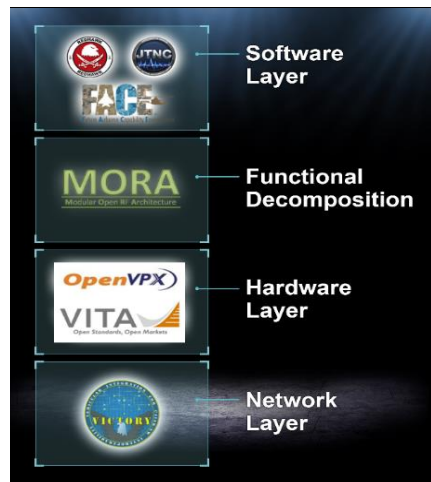 REDHAWK
JTNC
FACE
Software
Layer
MORA
Modular Open RF Architecture
Functional
Decomposition
OpenVPX
VITA
Open Standards, Open Markets
Hardware
Layer
VICTORY
Network
Layer